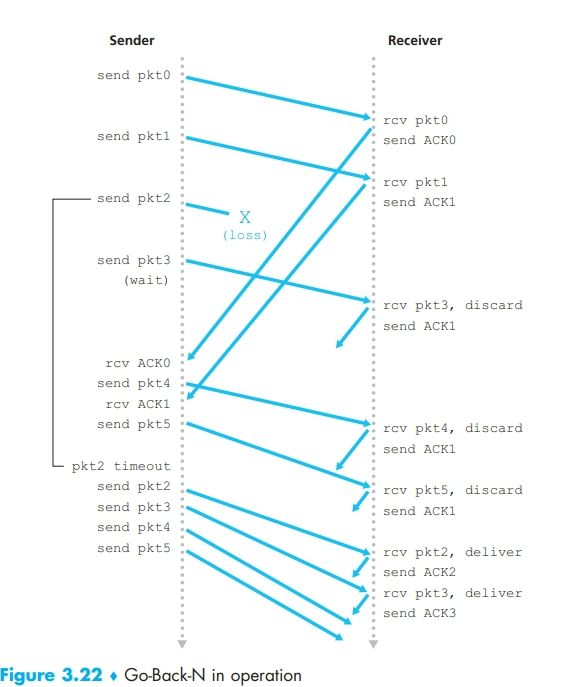 Sender
Receiver
send pkt0
rcv pkt0
send ACK0
send pkt1
rcv pkt1
send ACK1
send pkt2
X
(loss)
send pkt3
(wait)
rcv pkt3, discard
send ACK1
rcv ACK0
send pkt4
rcv ACK1
send pkt5
rcv pkt4, discard
send ACK1
pkt2 timeout
send pkt2
send pkt3
send pkt4
send pkt5
rcv pkt5, discard
send ACK1
rcv pkt2, deliver
send ACK2
rcv pkt3, deliver
send ACK3
Figure 3.22 ♦ Go-Back-N in operation